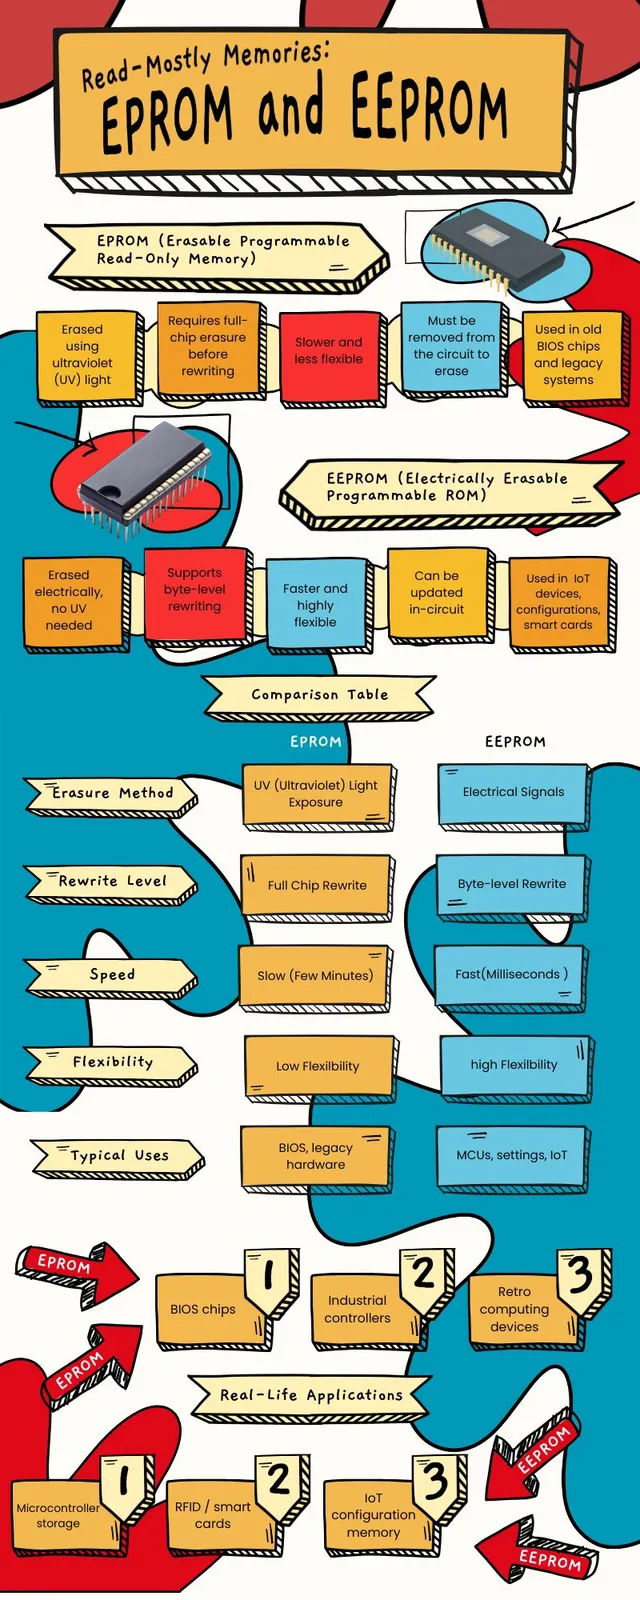 Read-Mostly Memories:
EPROM and EEPROM
EPROM (Erasable Programmable
Read-Only Memory)
Erased
using
ultraviolet
(UV) light
Requires full-
chip erasure
before
rewriting
Slower and
less flexible
Must be
removed from
the circuit to
erase
Used in old
BIOS chips
and legacy
systems
EEPROM (Electrically Erasable
Programmable ROM)
Erased
electrically,
no UV
needed
Supports
byte-level
rewriting
Faster and
highly
flexible
Can be
updated
in-circuit
Used in IoT
devices,
configurations,
smart cards
Comparison Table
EPROM
EEPROM
Erasure Method
UV (Ultraviolet) Light
Exposure
Electrical Signals
Rewrite Level
Full Chip Rewrite
Byte-level Rewrite
Speed
Slow (Few Minutes)
Fast(Milliseconds )
Flexibility
Low Flexilbility
high Flexilbility
Typical Uses
BIOS, legacy
hardware
MCUs, settings, IoT
EPROM
BIOS chips
1
Industrial
controllers
2
Retro
computing
devices
3
EPROM
Real-Life Applications
EEPROM
Microcontroller
storage
1
RFID / smart
cards
2
IoT
configuration
memory
3
EEPROM